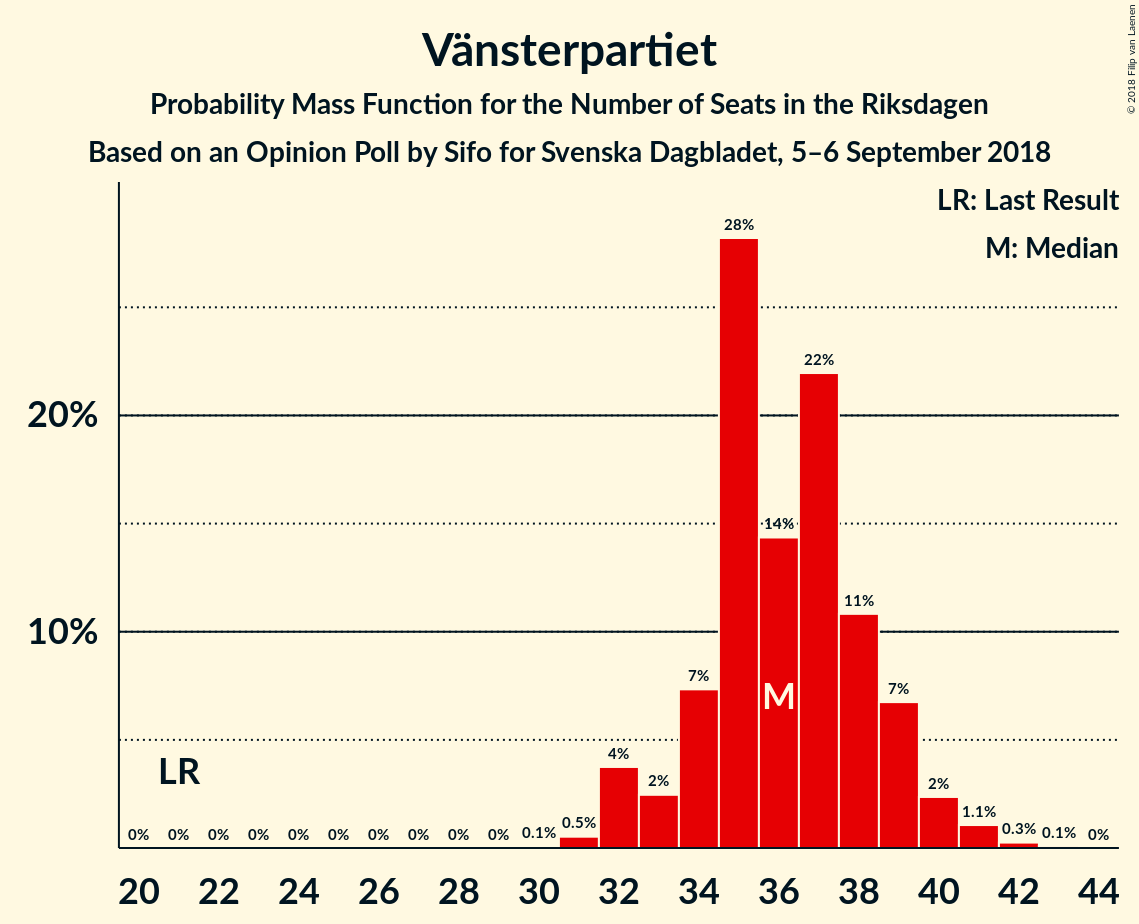 Vänsterpartiet
Probability Mass Function for the Number of Seats in the Riksdagen
Based on an Opinion Poll by Sifo for Svenska Dagbladet, 5–6 September 2018
© 2018 Filip van Laenen
LR: Last Result
M: Median
28%
22%
20%
14%
11%
10%
7%
7%
M
4%
2%
2%
LR
1.1%
0% 0% 0% 0% 0% 0% 0% 0% 0% 0% 0.1% 0.5% 0.3% 0.1% 0%
20 22 24 26 28 30 32 34 36 38 40 42 44